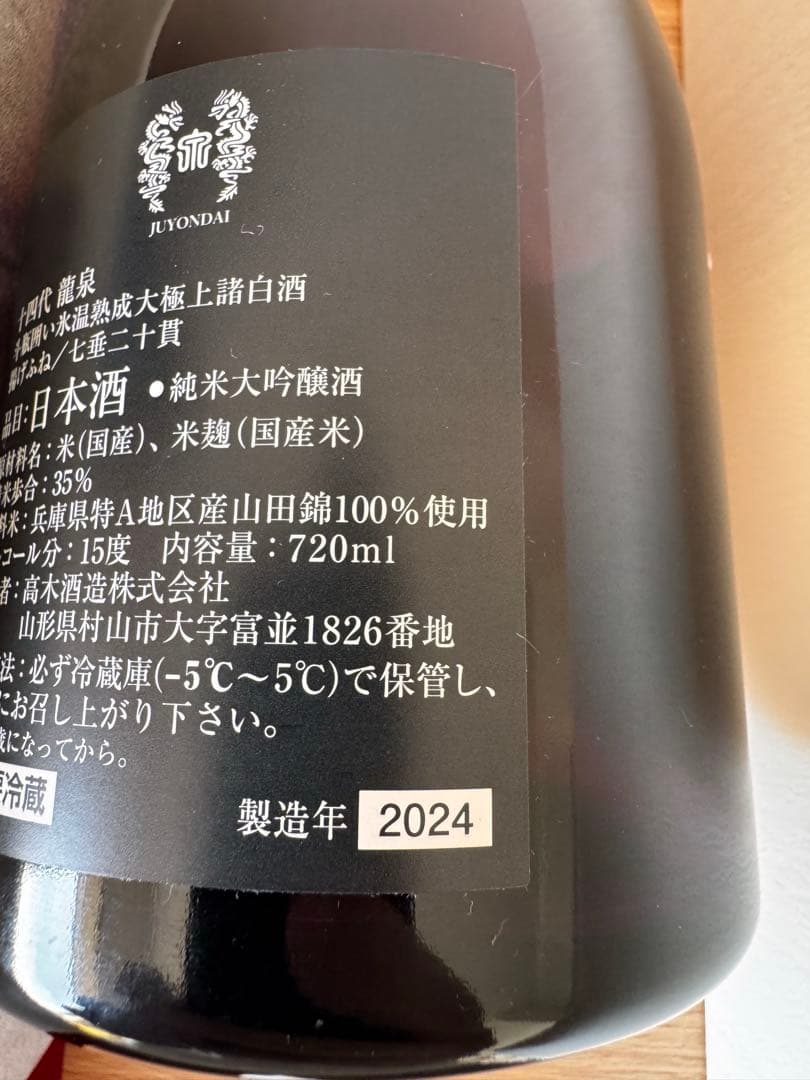 JUYONDAI
十四代 龍泉
斗瓶囲い氷温熟成大極上諸白酒
揚げふね/七垂二十貫
品目:日本酒 ●純米大吟醸酒
材料名:米(国産)、米麹(国産米)
米歩合:35%
料米:兵庫県特A地区産山田錦100%使用
コール分:15度 内容量:720ml
者:高木酒造株式会社
山形県村山市大字富並1826番地
法:必ず冷蔵庫(-5℃〜5℃)で保管し、
にお召し上がり下さい。
歳になってから。
要冷蔵
製造年 2024